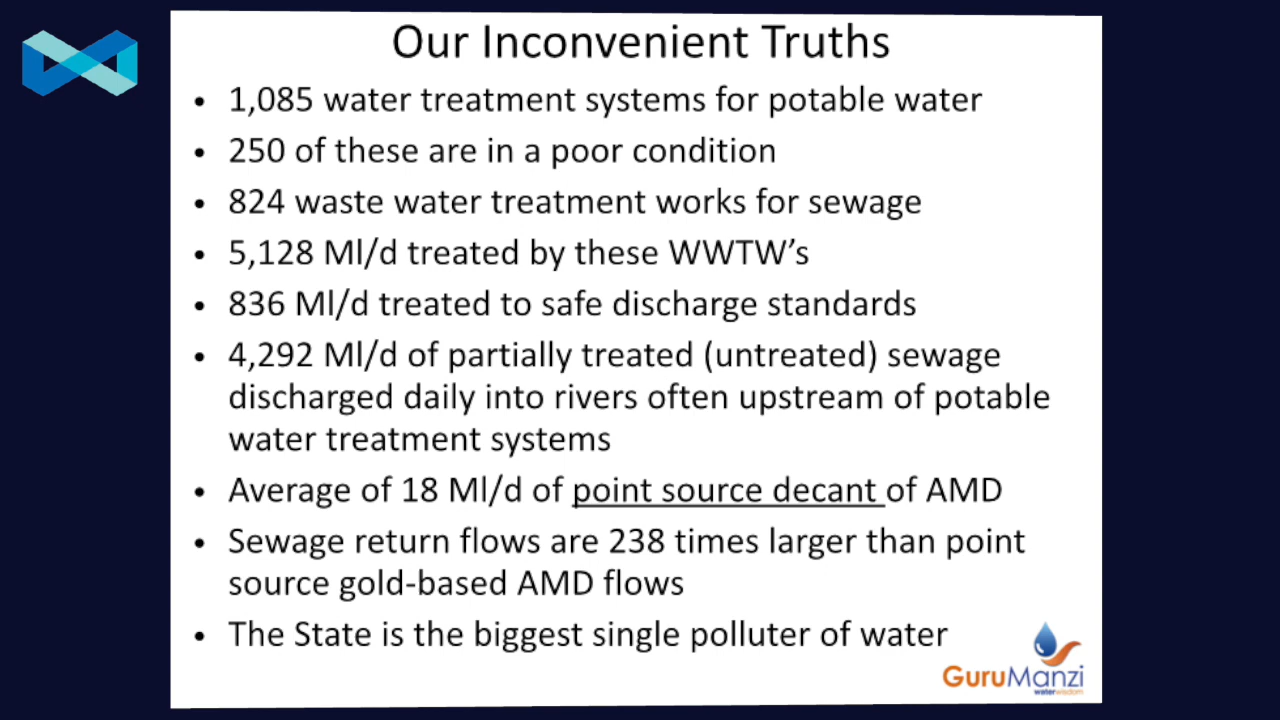 Our Inconvenient Truths
• 1,085 water treatment systems for potable water
• 250 of these are in a poor condition
• 824 waste water treatment works for sewage
• 5,128 Ml/d treated by these WWTW’s
• 836 Ml/d treated to safe discharge standards
• 4,292 Ml/d of partially treated (untreated) sewage
discharged daily into rivers often upstream of potable
water treatment systems
• Average of 18 Ml/d of point source decant of AMD
• Sewage return flows are 238 times larger than point
source gold-based AMD flows
• The State is the biggest single polluter of water
GuruManzi
waterwisdom